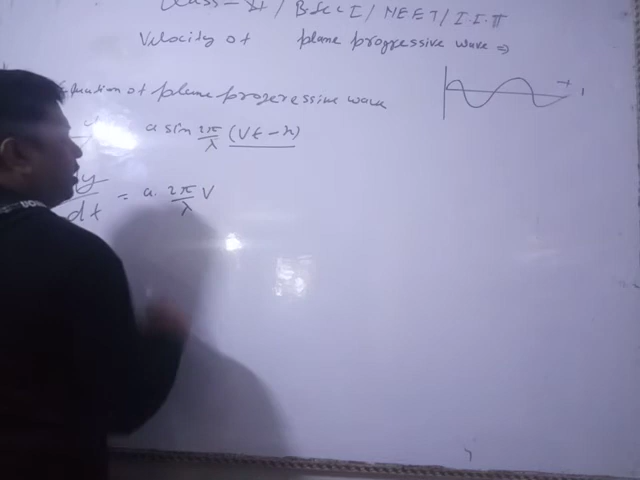 Class - XI / B.Sc I / NEET / I.I.T
Velocity of plane progressive wave ⇒
Equation of plane progressive wave
y a sin 2π/λ (Vt - x)
dy/dt = a. 2π/λ V